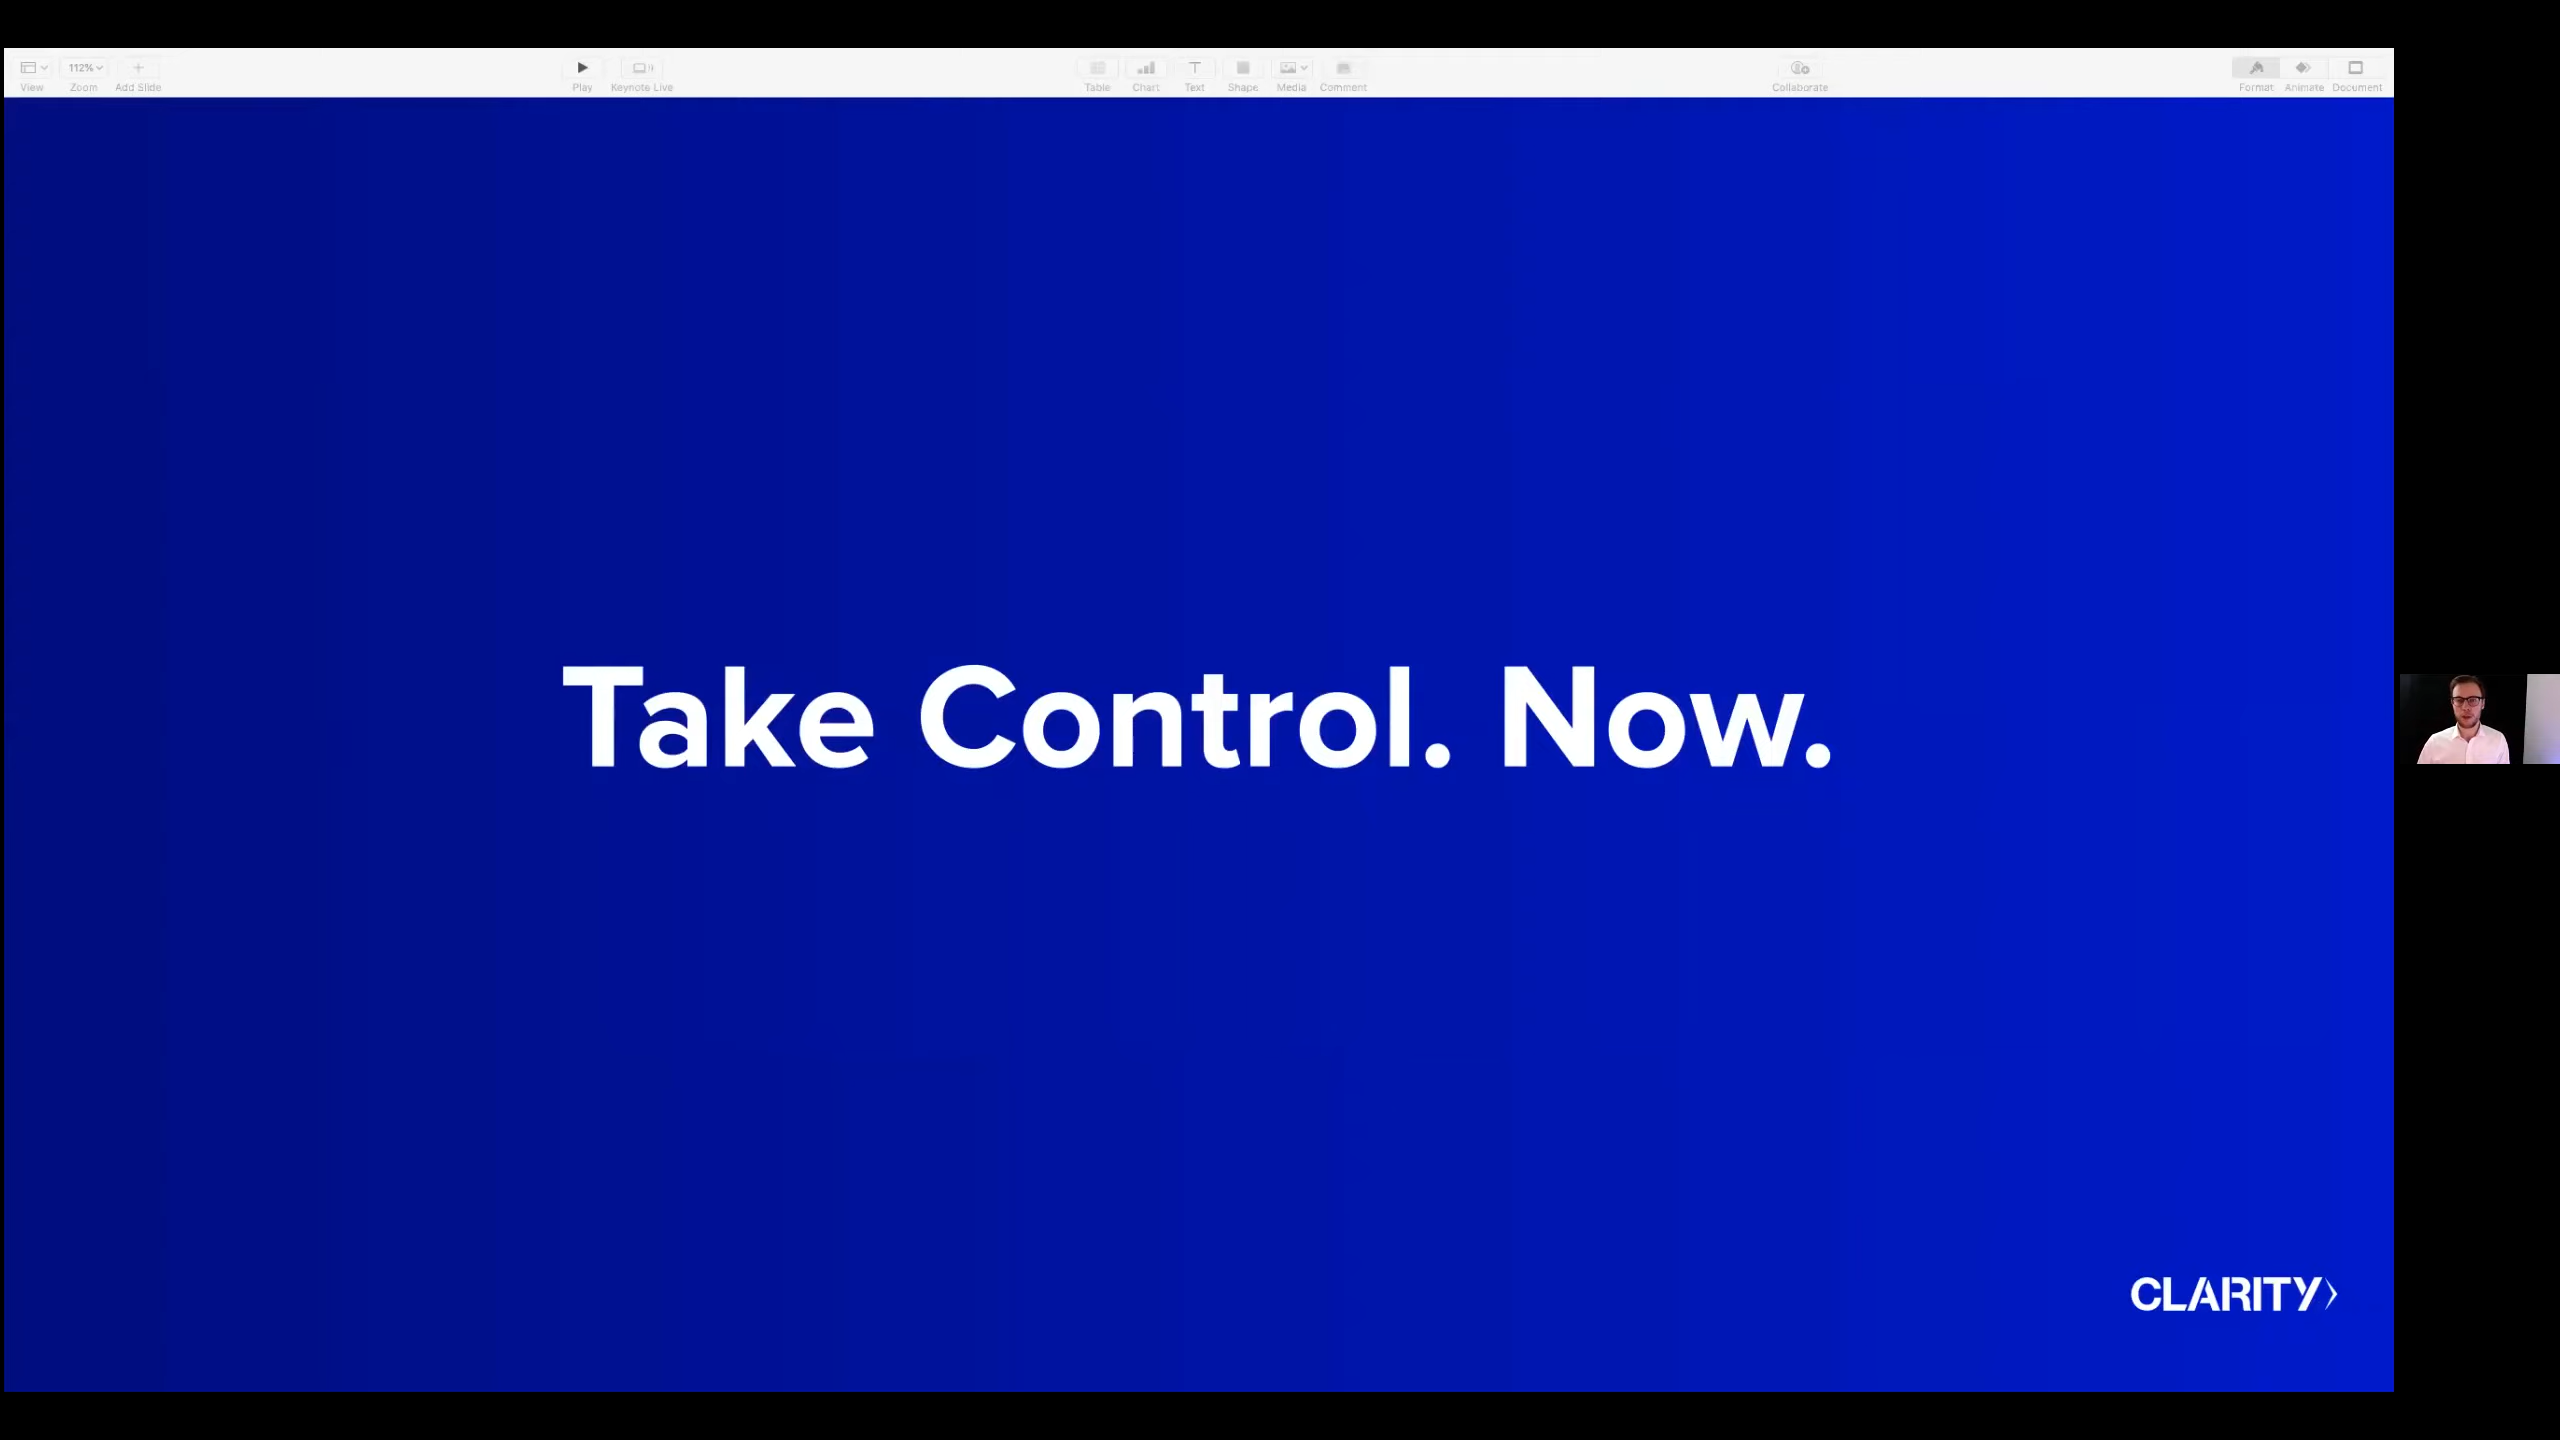 112%
View Zoom Add Slide Play Keynote Live Table Chart Text Shape Media Comment Collaborate Format Animate Document
Take Control. Now.
CLARITY